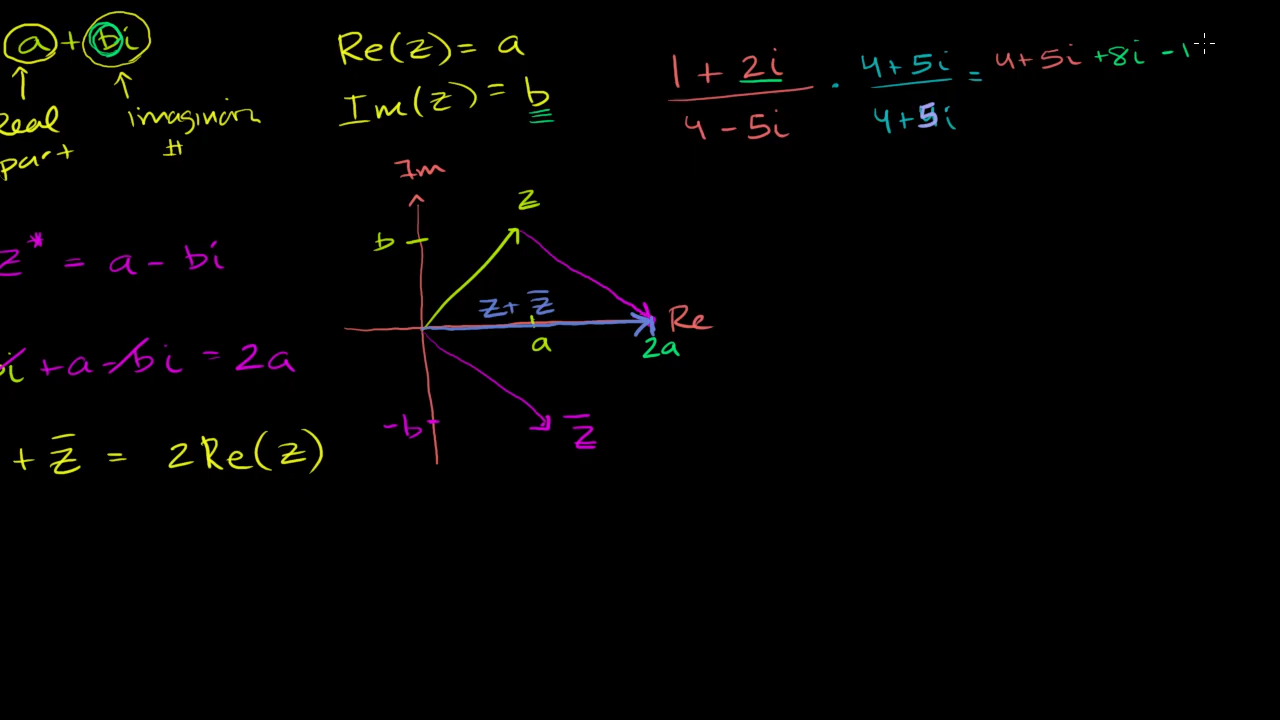 a + bi
Real part
imaginary #
Re(z) = a
Im(z) = b
z* = a - bi
i + a - bi = 2a
+ z̅ = 2Re(z)
Im
z
b
z + z̅
Re
a
2a
-b
z̅
(1 + 2i)/(4 - 5i) · (4 + 5i)/(4 + 5i) = 4 + 5i + 8i - 1